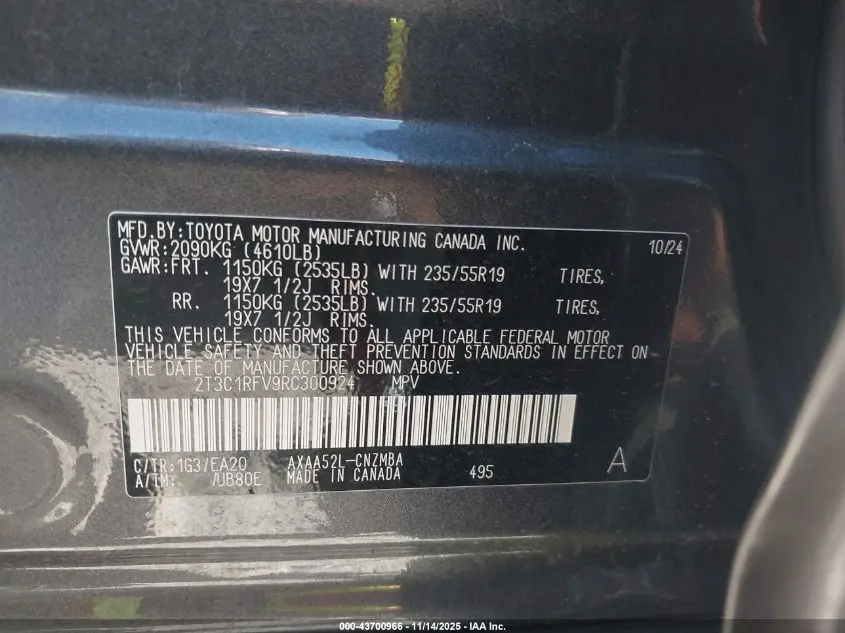 MFD.BY:TOYOTA MOTOR MANUFACTURING CANADA INC. 10/24
GVWR:2090KG (4610LB)
GAWR:FRT. 1150KG (2535LB) WITH 235/55R19 TIRES,
19X7 1/2J RIMS.
RR. 1150KG (2535LB) WITH 235/55R19 TIRES,
19X7 1/2J RIMS.
THIS VEHICLE CONFORMS TO ALL APPLICABLE FEDERAL MOTOR
VEHICLE SAFETY AND THEFT PREVENTION STANDARDS IN EFFECT ON
THE DATE OF MANUFACTURE SHOWN ABOVE.
2T3C1RFV9RC300924 MPV
C/TR:1G3/EA20 AXAA52L-CNZMBA
A/TM: /UB80E MADE IN CANADA 495 A
000-43700966 - 11/14/2025 - IAA Inc.